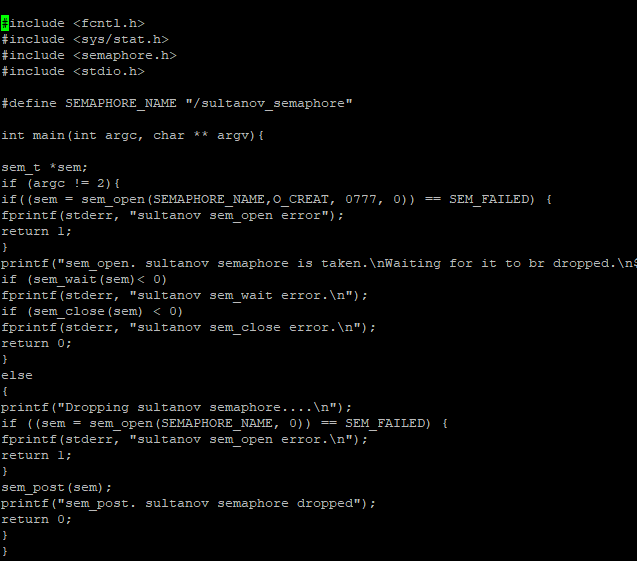 #include <fcntl.h>
#include <sys/stat.h>
#include <semaphore.h>
#include <stdio.h>
#define SEMAPHORE_NAME "/sultanov_semaphore"
int main(int argc, char ** argv){
sem_t *sem;
if (argc != 2){
if((sem = sem_open(SEMAPHORE_NAME,O_CREAT, 0777, 0)) == SEM_FAILED) {
fprintf(stderr, "sultanov sem_open error");
return 1;
}
printf("sem_open. sultanov semaphore is taken.\nWaiting for it to br dropped.\n
if (sem_wait(sem)< 0)
fprintf(stderr, "sultanov sem_wait error.\n");
if (sem_close(sem) < 0)
fprintf(stderr, "sultanov sem_close error.\n");
return 0;
}
else
{
printf("Dropping sultanov semaphore....\n");
if ((sem = sem_open(SEMAPHORE_NAME, 0)) == SEM_FAILED) {
fprintf(stderr, "sultanov sem_open error.\n");
return 1;
}
sem_post(sem);
printf("sem_post. sultanov semaphore dropped");
return 0;
}
}